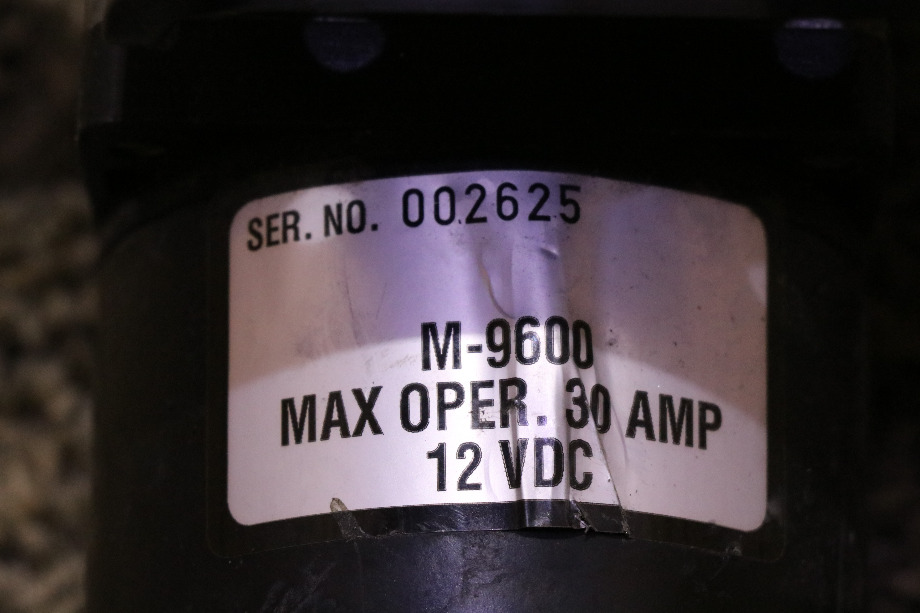 SER. NO. 002625
M-9600
MAX OPER. 30 AMP
12 VDC